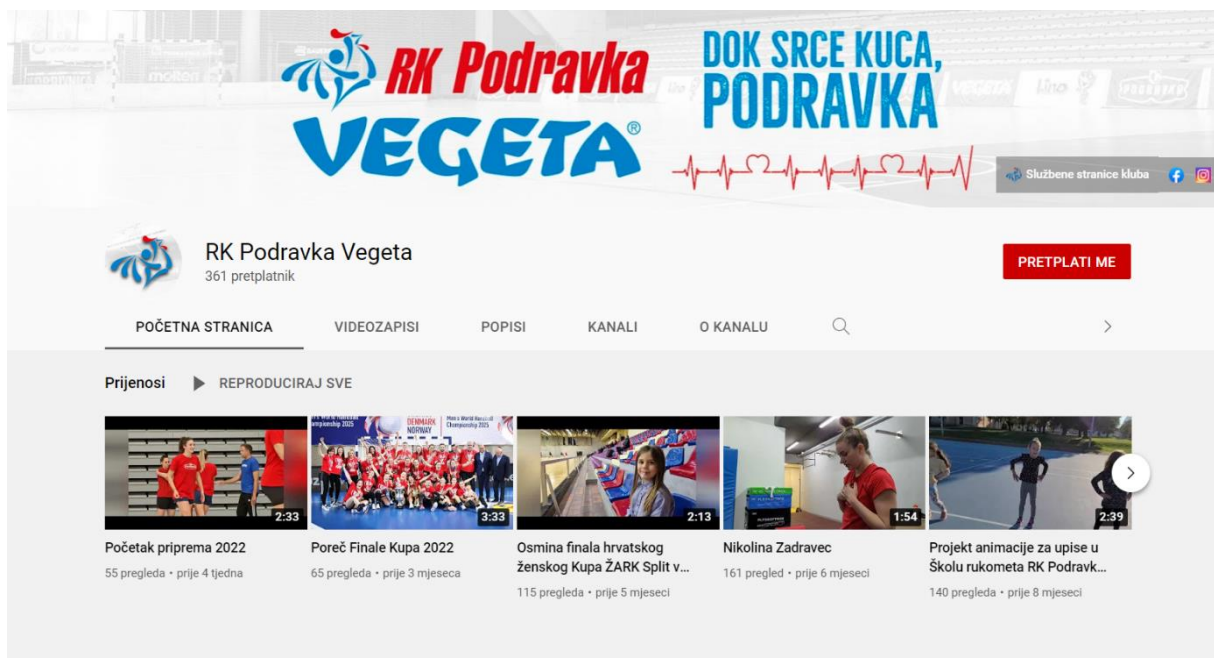 RK Podravka
VEGETA®
DOK SRCE KUCA,
PODRAVKA
Službene stranice kluba
RK Podravka Vegeta
361 pretplatnik
PRETPLATI ME
POČETNA STRANICA VIDEOZAPISI POPISI KANALI O KANALU
Prijenosi REPRODUCIRAJ SVE
DENMARK
NORWAY
2:33
3:33
2:13
1:54
2:39
Početak priprema 2022
55 pregleda • prije 4 tjedna
Poreč Finale Kupa 2022
65 pregleda • prije 3 mjeseca
Osmina finala hrvatskog
ženskog Kupa ŽARK Split v...
115 pregleda • prije 5 mjeseci
Nikolina Zadravec
161 pregled • prije 6 mjeseci
Projekt animacije za upise u
Školu rukometa RK Podravk...
140 pregleda • prije 8 mjeseci